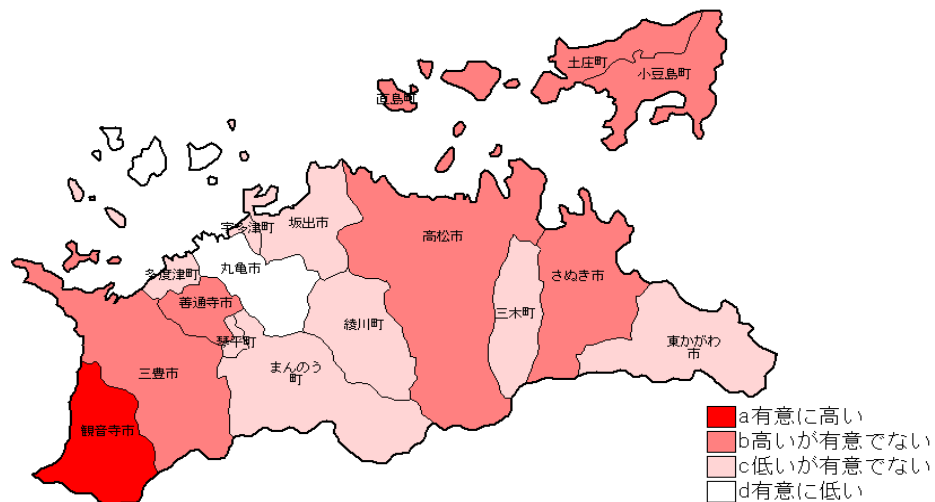 土庄町
小豆島町
直島町
坂出市
宇多津町
高松市
丸亀市
多度津町
さぬき市
善通寺市
三木町
綾川町
琴平町
東かがわ
市
まんのう
町
三豊市
観音寺市
a有意に高い
b高いが有意でない
c低いが有意でない
d有意に低い